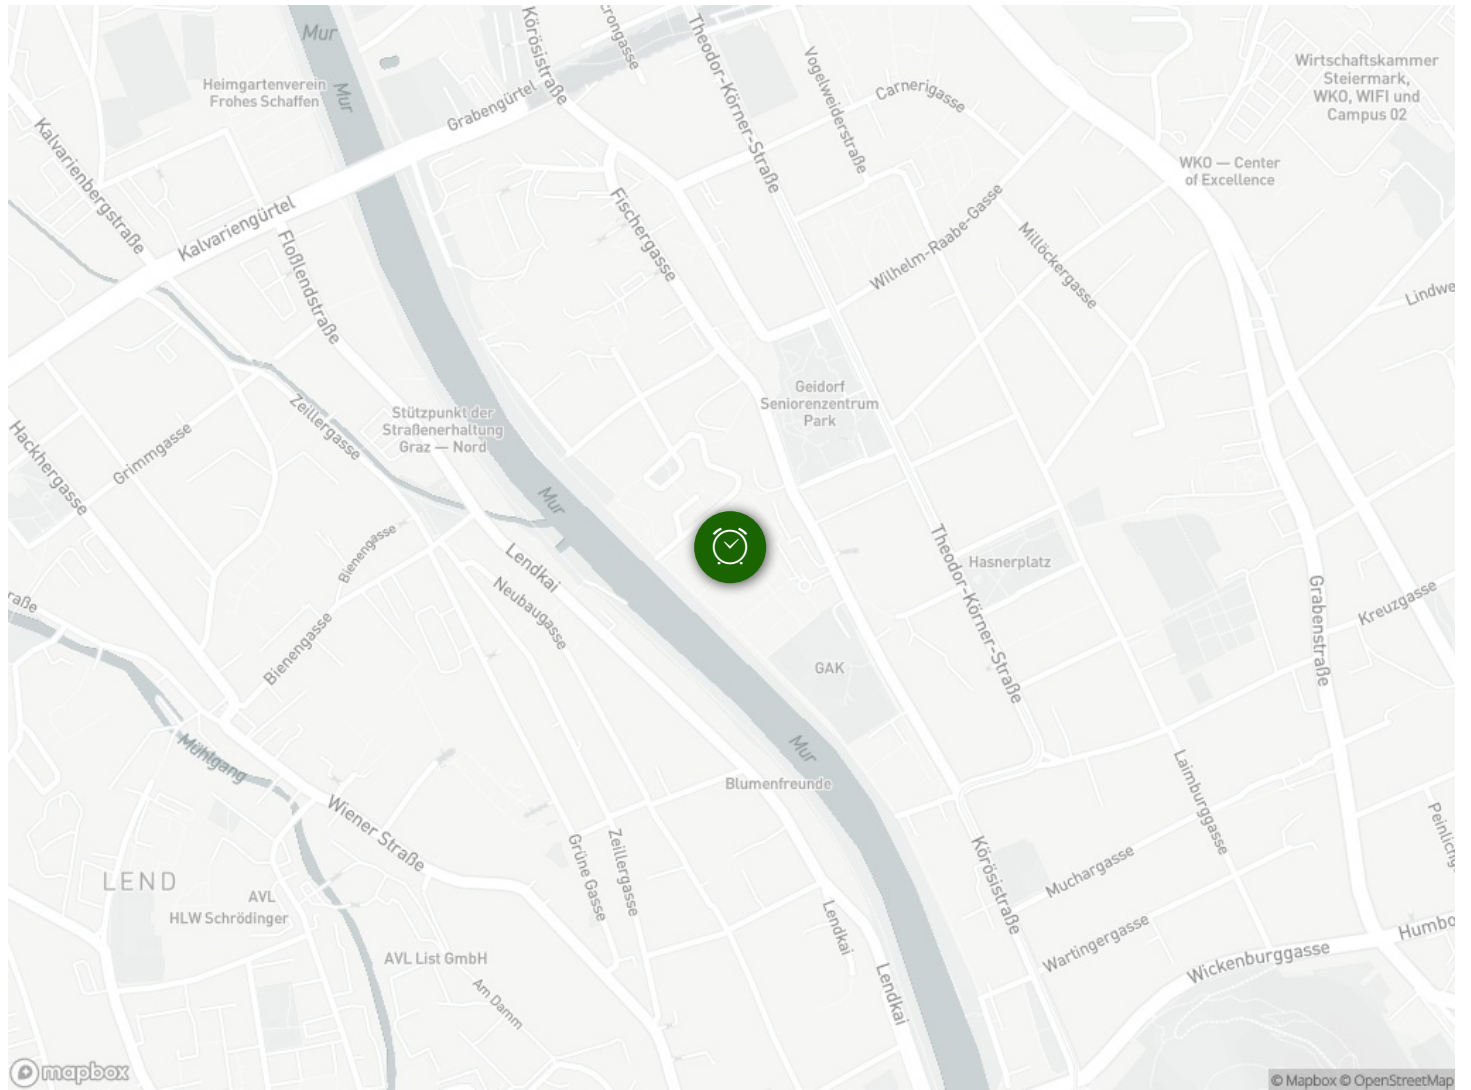 Mur
Mur
Körösistraße
crongasse
Theodor-Körner-Straße
Vogelweiderstraße
Carnerigasse
Wirtschaftskammer
Steiermark,
WKO, WIFI und
Campus 02
Heimgartenverein
Frohes Schaffen
Grabengürtel
Kalvarienbergstraße
WKO — Center
of Excellence
Kalvariengürtel
Floßlendstraße
Fischergasse
Wilhelm-Raabe-Gasse
Millöckergasse
Lindwe
Geidorf
Seniorenzentrum
Park
Zeillergasse
Stützpunkt der
Straßenerhaltung
Graz — Nord
Hackhergasse
Grimmgasse
Mur
Bienengasse
Lendkai
Neubaugasse
Theodor-Körner-Straße
Hasnerplatz
Grabenstraße
Kreuzgasse
raße
Bienengasse
GAK
Mühlgang
Mur
Blumenfreunde
Laimburggasse
Wiener Straße
Grüne Gasse
Zeillergasse
Körösistraße
Muchargasse
Peinlichg
LEND
AVL
HLW Schrödinger
Lendkai
Wartingergasse
Humbo
Wickenburggasse
AVL List GmbH
Am Damm
Lendkai
mapbox
© Mapbox © OpenStreetMap